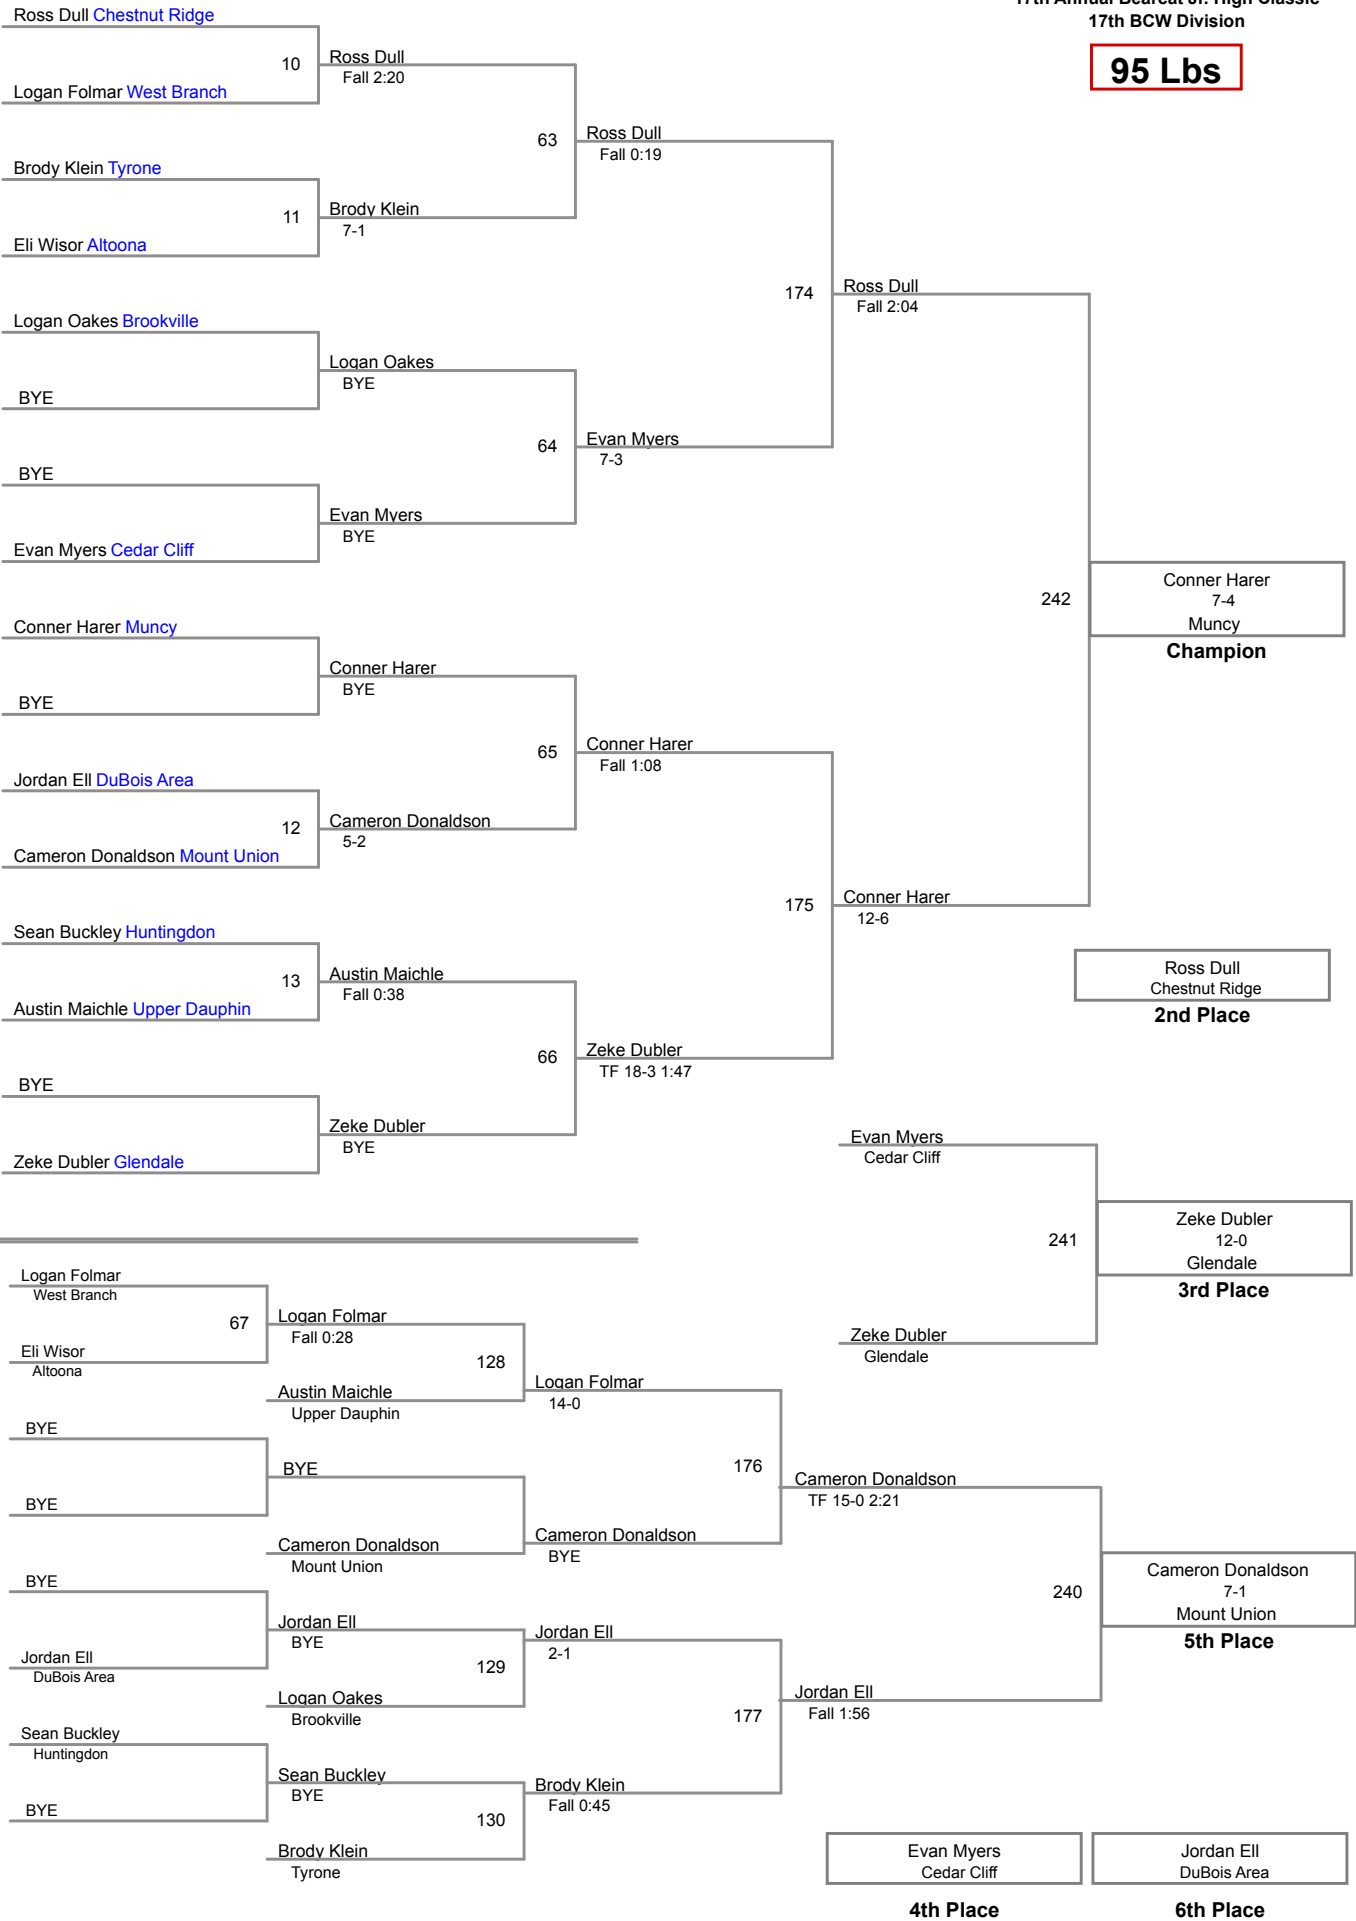 17th Annual Bearcat Jr. High Classic
17th BCW Division
95 Lbs
Ross Dull Chestnut Ridge
10
Ross Dull
Fall 2:20
Logan Folmar West Branch
63
Ross Dull
Fall 0:19
Brody Klein Tyrone
11
Brody Klein
7-1
Eli Wisor Altoona
174
Ross Dull
Fall 2:04
Logan Oakes Brookville
Logan Oakes
BYE
BYE
64
Evan Myers
7-3
BYE
Evan Myers
BYE
Evan Myers Cedar Cliff
242
Conner Harer
7-4
Muncy
Champion
Conner Harer Muncy
Conner Harer
BYE
BYE
65
Conner Harer
Fall 1:08
Jordan Ell DuBois Area
12
Cameron Donaldson
5-2
Cameron Donaldson Mount Union
175
Conner Harer
12-6
Sean Buckley Huntingdon
13
Austin Maichle
Fall 0:38
Austin Maichle Upper Dauphin
Ross Dull
Chestnut Ridge
2nd Place
66
Zeke Dubler
TF 18-3 1:47
BYE
Zeke Dubler
BYE
Zeke Dubler Glendale
Evan Myers
Cedar Cliff
241
Zeke Dubler
12-0
Glendale
3rd Place
Zeke Dubler
Glendale
Logan Folmar
West Branch
67
Logan Folmar
Fall 0:28
Eli Wisor
Altoona
128
Logan Folmar
14-0
Austin Maichle
Upper Dauphin
BYE
BYE
BYE
176
Cameron Donaldson
TF 15-0 2:21
Cameron Donaldson
Mount Union
Cameron Donaldson
BYE
BYE
240
Cameron Donaldson
7-1
Mount Union
5th Place
Jordan Ell
BYE
Jordan Ell
DuBois Area
129
Jordan Ell
2-1
Logan Oakes
Brookville
177
Jordan Ell
Fall 1:56
Sean Buckley
Huntingdon
Sean Buckley
BYE
BYE
130
Brody Klein
Fall 0:45
Brody Klein
Tyrone
Evan Myers
Cedar Cliff
4th Place
Jordan Ell
DuBois Area
6th Place